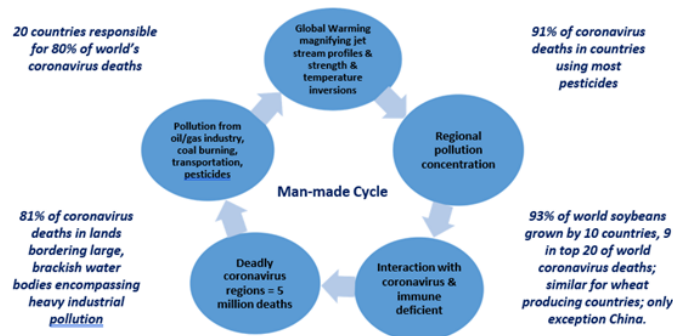 20 countries responsible
for 80% of world's
coronavirus deaths
Global Warming
magnifying jet
stream profiles &
strength &
temperature
inversions
91% of coronavirus
deaths in countries
using most
pesticides
Pollution from
oil/gas industry,
coal burning,
transportation,
pesticides
Regional
pollution
concentration
Man-made Cycle
81% of coronavirus
deaths in lands
bordering large,
brackish water
bodies encompassing
heavy industrial
pollution
Deadly
coronavirus
regions = 5
million deaths
Interaction with
coronavirus &
immune
deficient
93% of world soybeans
grown by 10 countries, 9
in top 20 of world
coronavirus deaths;
similar for wheat
producing countries; only
exception China.